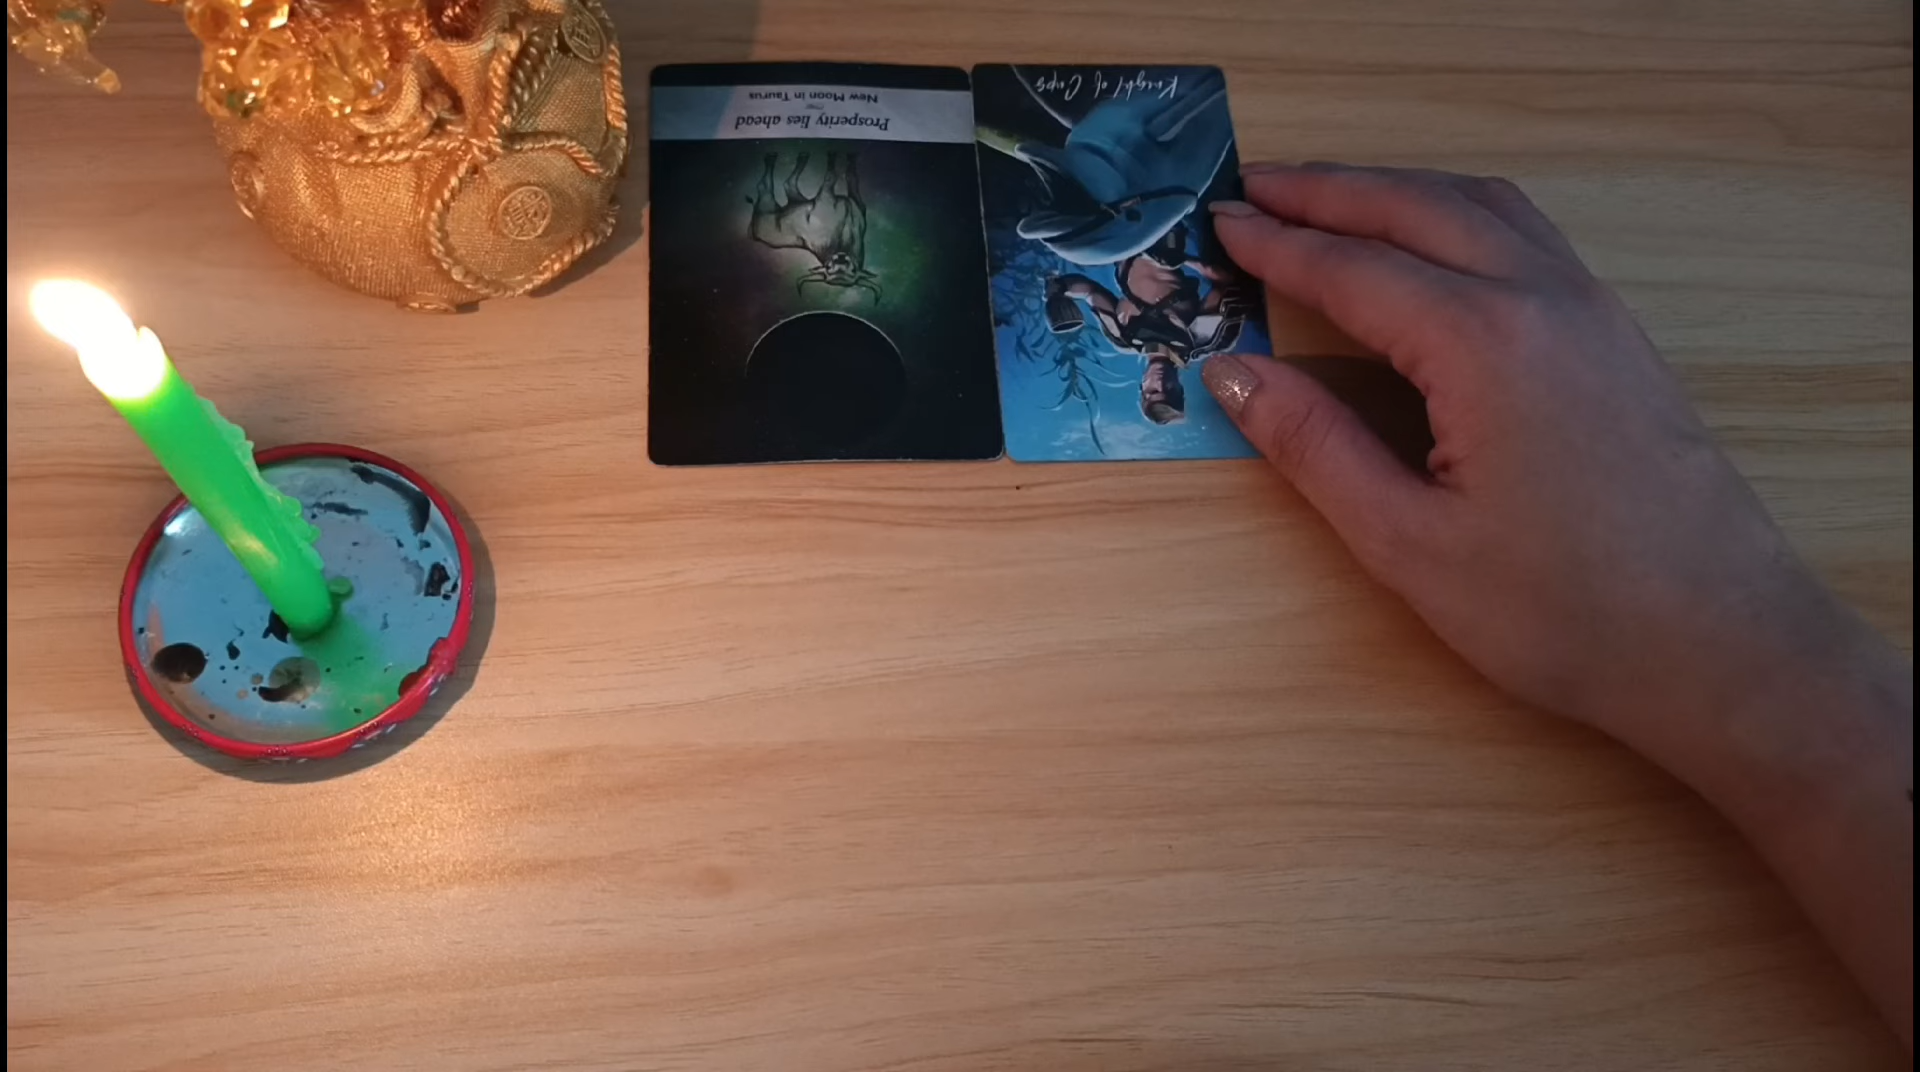 Prosperity lies ahead
New Moon in Taurus
Knight of Cups